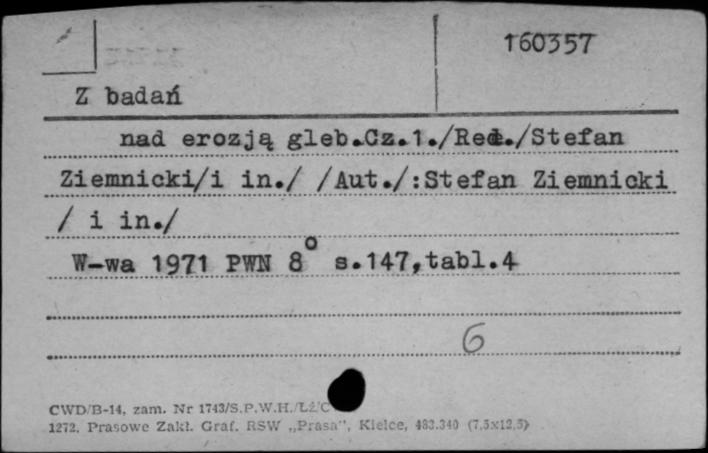 160357
Z badań
nad erozją gleb.Cz.1./Red./Stefan
Ziemnicki/i in./ /Aut./:Stefan Ziemnicki
/ i in./
W-wa 1971 PWN 8° s.147,tabl.4
6
CWD/B-14, zam. Nr 1743/S.P.W.H./Łż/C
1272. Prasowe Zakł. Graf. RSW „Prasa", Kielce, 483.340 (7,5x12,5)